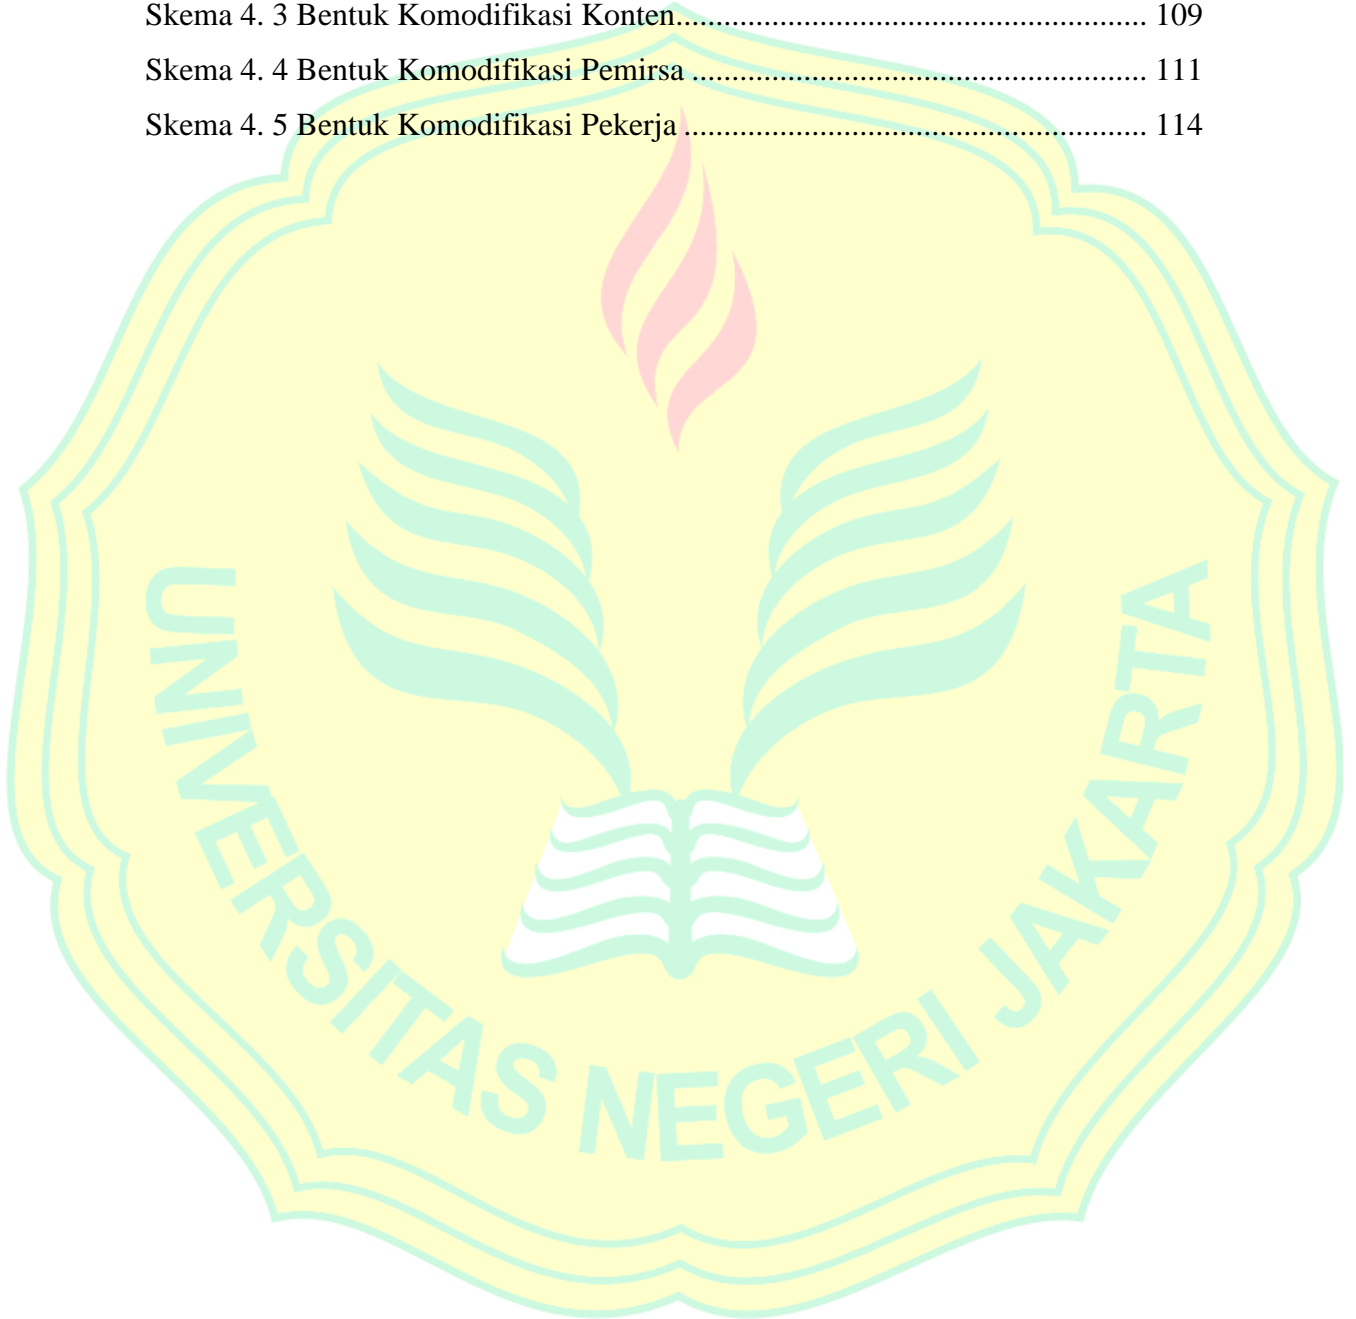 Skema 4. 3 Bentuk Komodifikasi Konten.................................................................. 109
Skema 4. 4 Bentuk Komodifikasi Pemirsa ................................................................ 111
Skema 4. 5 Bentuk Komodifikasi Pekerja ................................................................. 114
UNIVERSITAS NEGERI JAKARTA